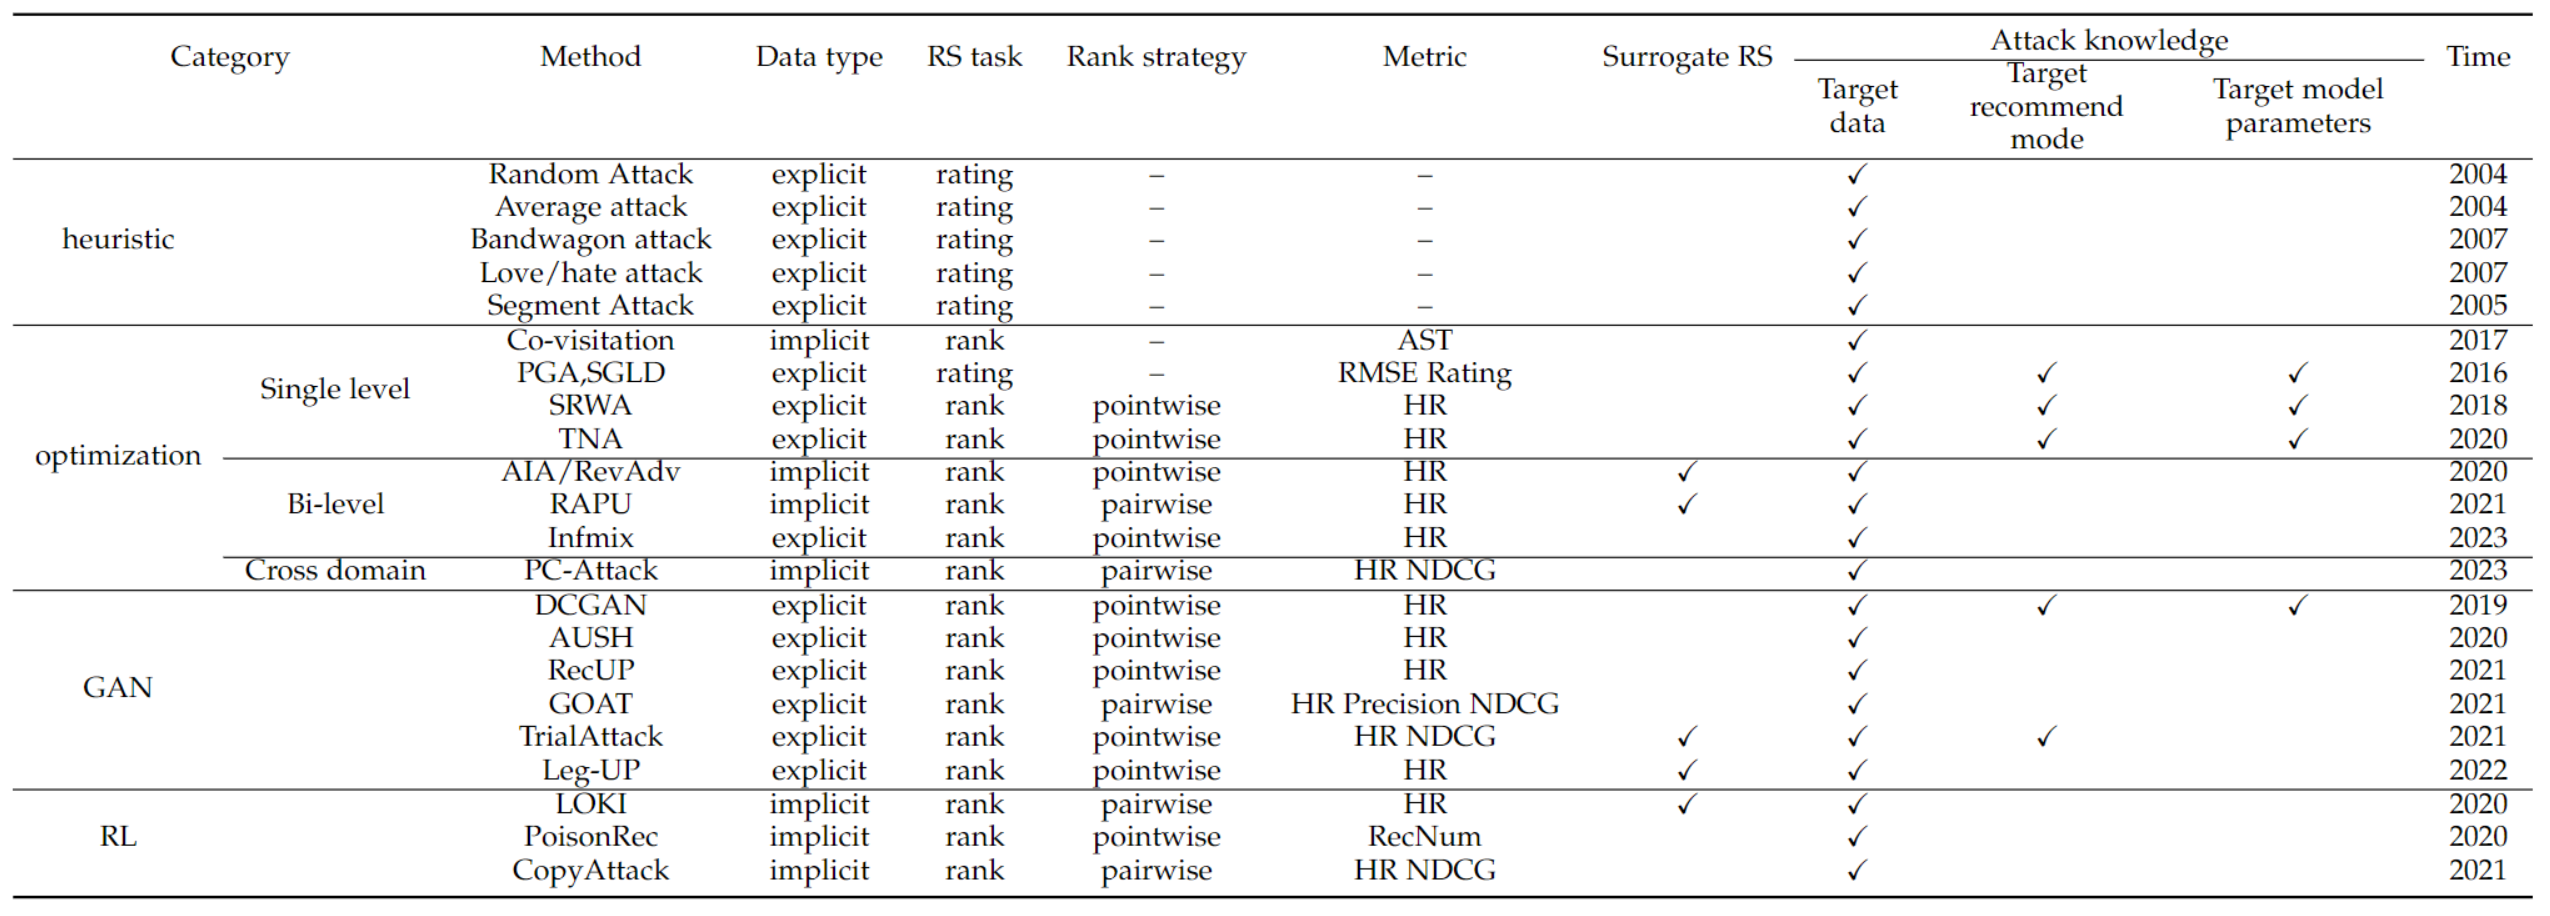 Category Method Data type RS task Rank strategy Metric Surrogate RS Attack knowledge Time
Target data Target recommend mode Target model parameters
heuristic Random Attack explicit rating – – ✓ 2004
Average attack explicit rating – – ✓ 2004
Bandwagon attack explicit rating – – ✓ 2007
Love/hate attack explicit rating – – ✓ 2007
Segment Attack explicit rating – – ✓ 2005
optimization Single level Co-visitation implicit rank – AST ✓ 2017
PGA,SGLD explicit rating – RMSE Rating ✓ ✓ ✓ 2016
SRWA explicit rank pointwise HR ✓ ✓ ✓ 2018
TNA explicit rank pointwise HR ✓ ✓ ✓ 2020
Bi-level AIA/RevAdv implicit rank pointwise HR ✓ ✓ 2020
RAPU implicit rank pairwise HR ✓ ✓ 2021
Infmix explicit rank pointwise HR ✓ 2023
Cross domain PC-Attack implicit rank pairwise HR NDCG ✓ 2023
GAN DCGAN explicit rank pointwise HR ✓ ✓ ✓ 2019
AUSH explicit rank pointwise HR ✓ 2020
RecUP explicit rank pointwise HR ✓ 2021
GOAT explicit rank pairwise HR Precision NDCG ✓ 2021
TrialAttack explicit rank pointwise HR NDCG ✓ ✓ ✓ 2021
Leg-UP explicit rank pointwise HR ✓ ✓ 2022
RL LOKI implicit rank pairwise HR ✓ ✓ 2020
PoisonRec implicit rank pointwise RecNum ✓ 2020
CopyAttack implicit rank pairwise HR NDCG ✓ 2021